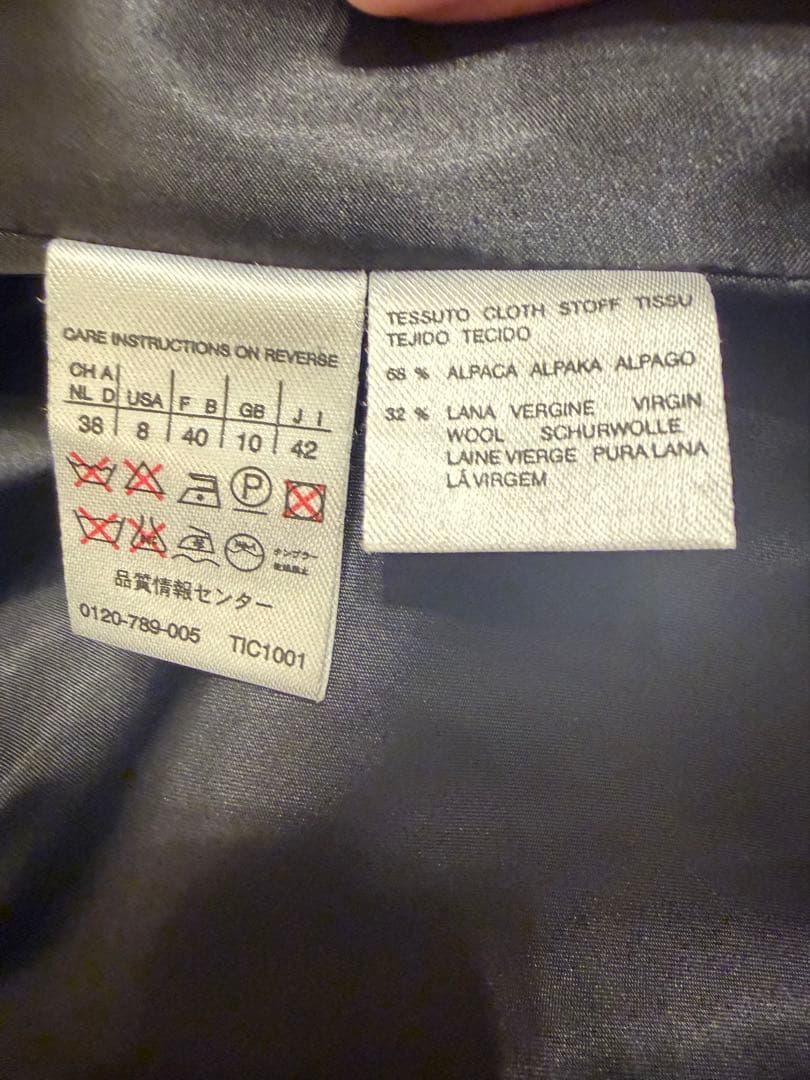 CARE INSTRUCTIONS ON REVERSE
CH A
NL D USA F B GB J I
38 8 40 10 42
P
品質情報センター
0120-789-005 TIC1001
TESSUTO CLOTH STOFF TISSU
TEJIDO TECIDO
68 % ALPACA ALPAKA ALPAGO
32 % LANA VERGINE VIRGIN
WOOL SCHURWOLLE
LAINE VIERGE PURA LANA
LÃ VIRGEM